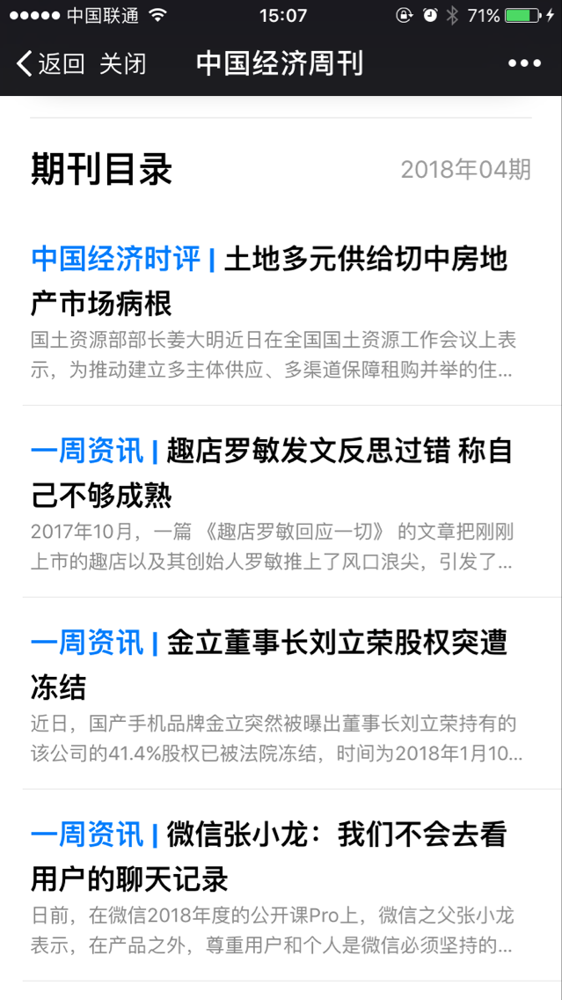 中国联通 15:07 71%
返回 关闭 中国经济周刊
期刊目录 2018年04期
中国经济时评 | 土地多元供给切中房地
产市场病根
国土资源部部长姜大明近日在全国国土资源工作会议上表
示，为推动建立多主体供应、多渠道保障租购并举的住...
一周资讯 | 趣店罗敏发文反思过错 称自
己不够成熟
2017年10月，一篇 《趣店罗敏回应一切》 的文章把刚刚
上市的趣店以及其创始人罗敏推上了风口浪尖，引发了...
一周资讯 | 金立董事长刘立荣股权突遭
冻结
近日，国产手机品牌金立突然被曝出董事长刘立荣持有的
该公司的41.4%股权已被法院冻结，时间为2018年1月10...
一周资讯 | 微信张小龙：我们不会去看
用户的聊天记录
日前，在微信2018年度的公开课Pro上，微信之父张小龙
表示，在产品之外，尊重用户和个人是微信必须坚持的...